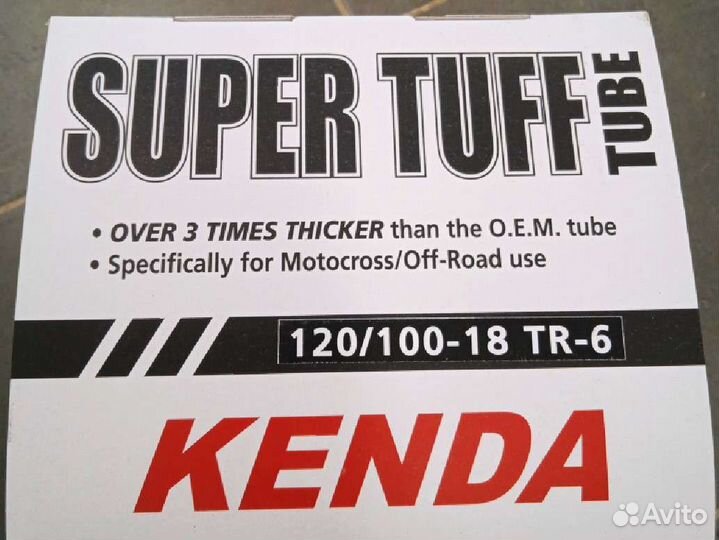 SUPER TUFF TUBE
• OVER 3 TIMES THICKER than the O.E.M. tube
• Specifically for Motocross/Off-Road use
120/100-18 TR-6
KENDA
Avito